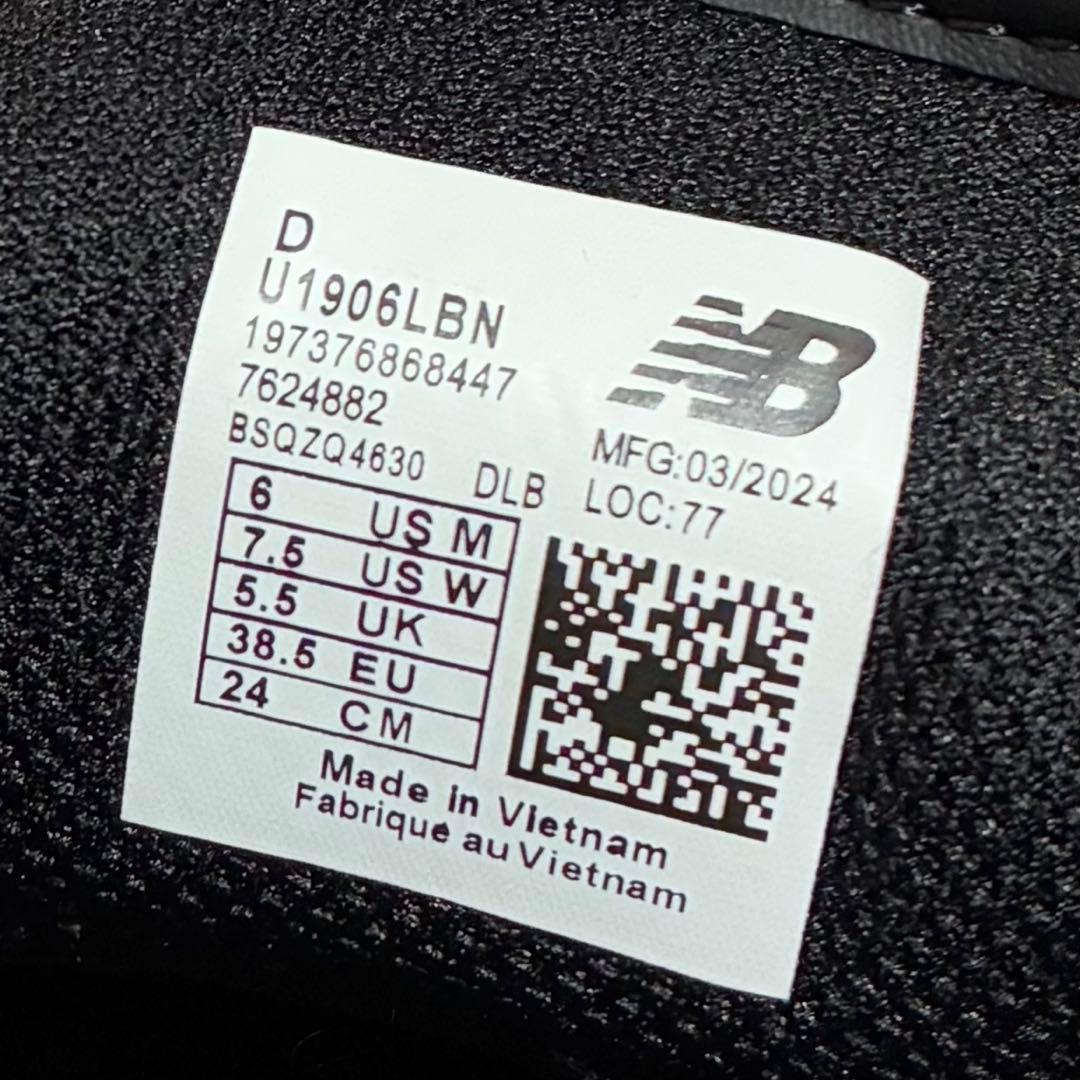 D
U1906LBN
197376868447
7624882
BSQZQ4630 DLB
NB
MFG:03/2024
LOC:77
6 US M
7.5 US W
5.5 UK
38.5 EU
24 CM
Made in Vietnam
Fabriqué au Vietnam